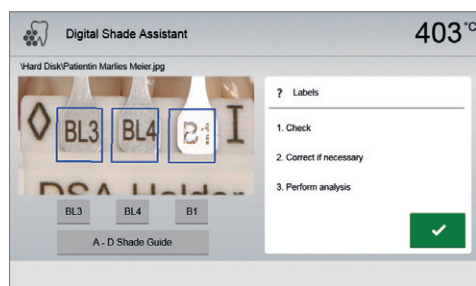 Digital Shade Assistant
403°C
\Hard Disk\Patientin Marlies Meier.jpg
BL3 BL4 I
DSA Holder
? Labels
1. Check
2. Correct if necessary
3. Perform analysis
BL3 BL4 B1
A - D Shade Guide